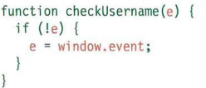 function checkUsername(e) {
  if (!e) {
    e = window.event;
  }
}